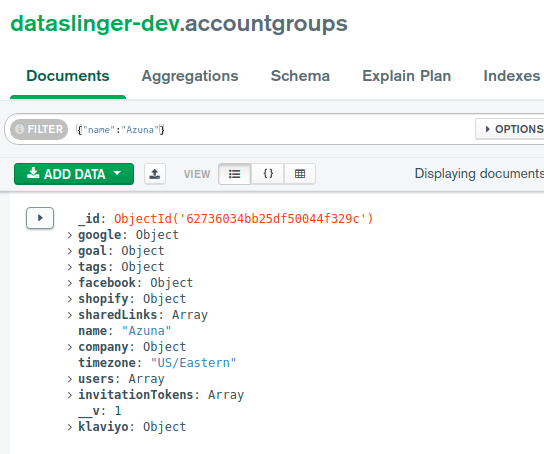 dataslinger-dev.accountgroups
Documents Aggregations Schema Explain Plan Indexes
FILTER {"name":"Azuna"} OPTIONS
ADD DATA VIEW {} Displaying documents
_id: ObjectId('62736034bb25df50044f329c')
google: Object
goal: Object
tags: Object
facebook: Object
shopify: Object
sharedLinks: Array
name: "Azuna"
company: Object
timezone: "US/Eastern"
users: Array
invitationTokens: Array
__v: 1
klaviyo: Object